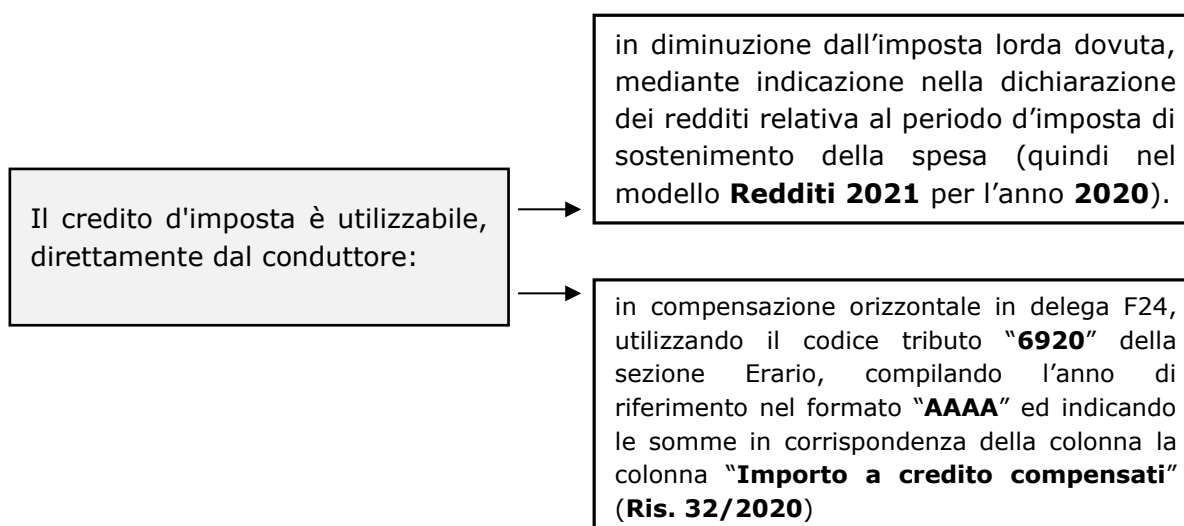 Il credito d'imposta è utilizzabile,
direttamente dal conduttore:
in diminuzione dall’imposta lorda dovuta,
mediante indicazione nella dichiarazione
dei redditi relativa al periodo d’imposta di
sostenimento della spesa (quindi nel
modello Redditi 2021 per l’anno 2020).
in compensazione orizzontale in delega F24,
utilizzando il codice tributo “6920” della
sezione Erario, compilando l’anno di
riferimento nel formato “AAAA” ed indicando
le somme in corrispondenza della colonna la
colonna “Importo a credito compensati”
(Ris. 32/2020)